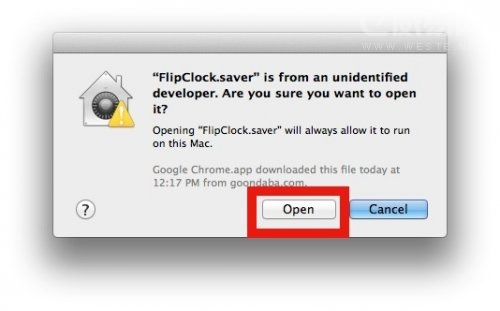 WWW.WESTE
"FlipClock.saver" is from an unidentified
developer. Are you sure you want to open
it?
Opening "FlipClock.saver" will always allow it to run
on this Mac.
Google Chrome.app downloaded this file today at
12:17 PM from goondaba.com.
?
Open
Cancel